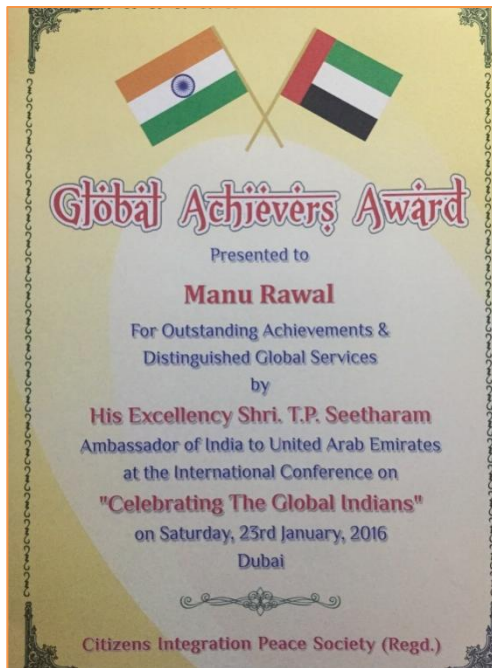 Global Achievers Award
Presented to
Manu Rawal
For Outstanding Achievements &
Distinguished Global Services
by
His Excellency Shri. T.P. Seetharam
Ambassador of India to United Arab Emirates
at the International Conference on
"Celebrating The Global Indians"
on Saturday, 23rd January, 2016
Dubai
Citizens Integration Peace Society (Regd.)